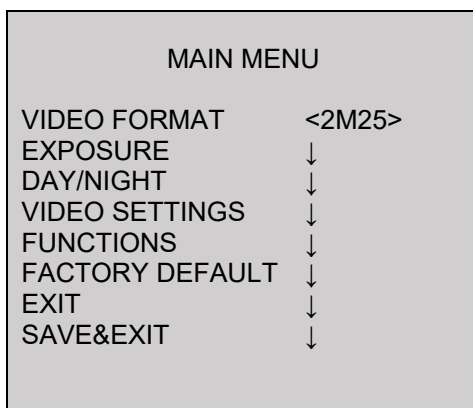 MAIN MENU
VIDEO FORMAT <2M25>
EXPOSURE ↓
DAY/NIGHT ↓
VIDEO SETTINGS ↓
FUNCTIONS ↓
FACTORY DEFAULT ↓
EXIT ↓
SAVE&EXIT ↓